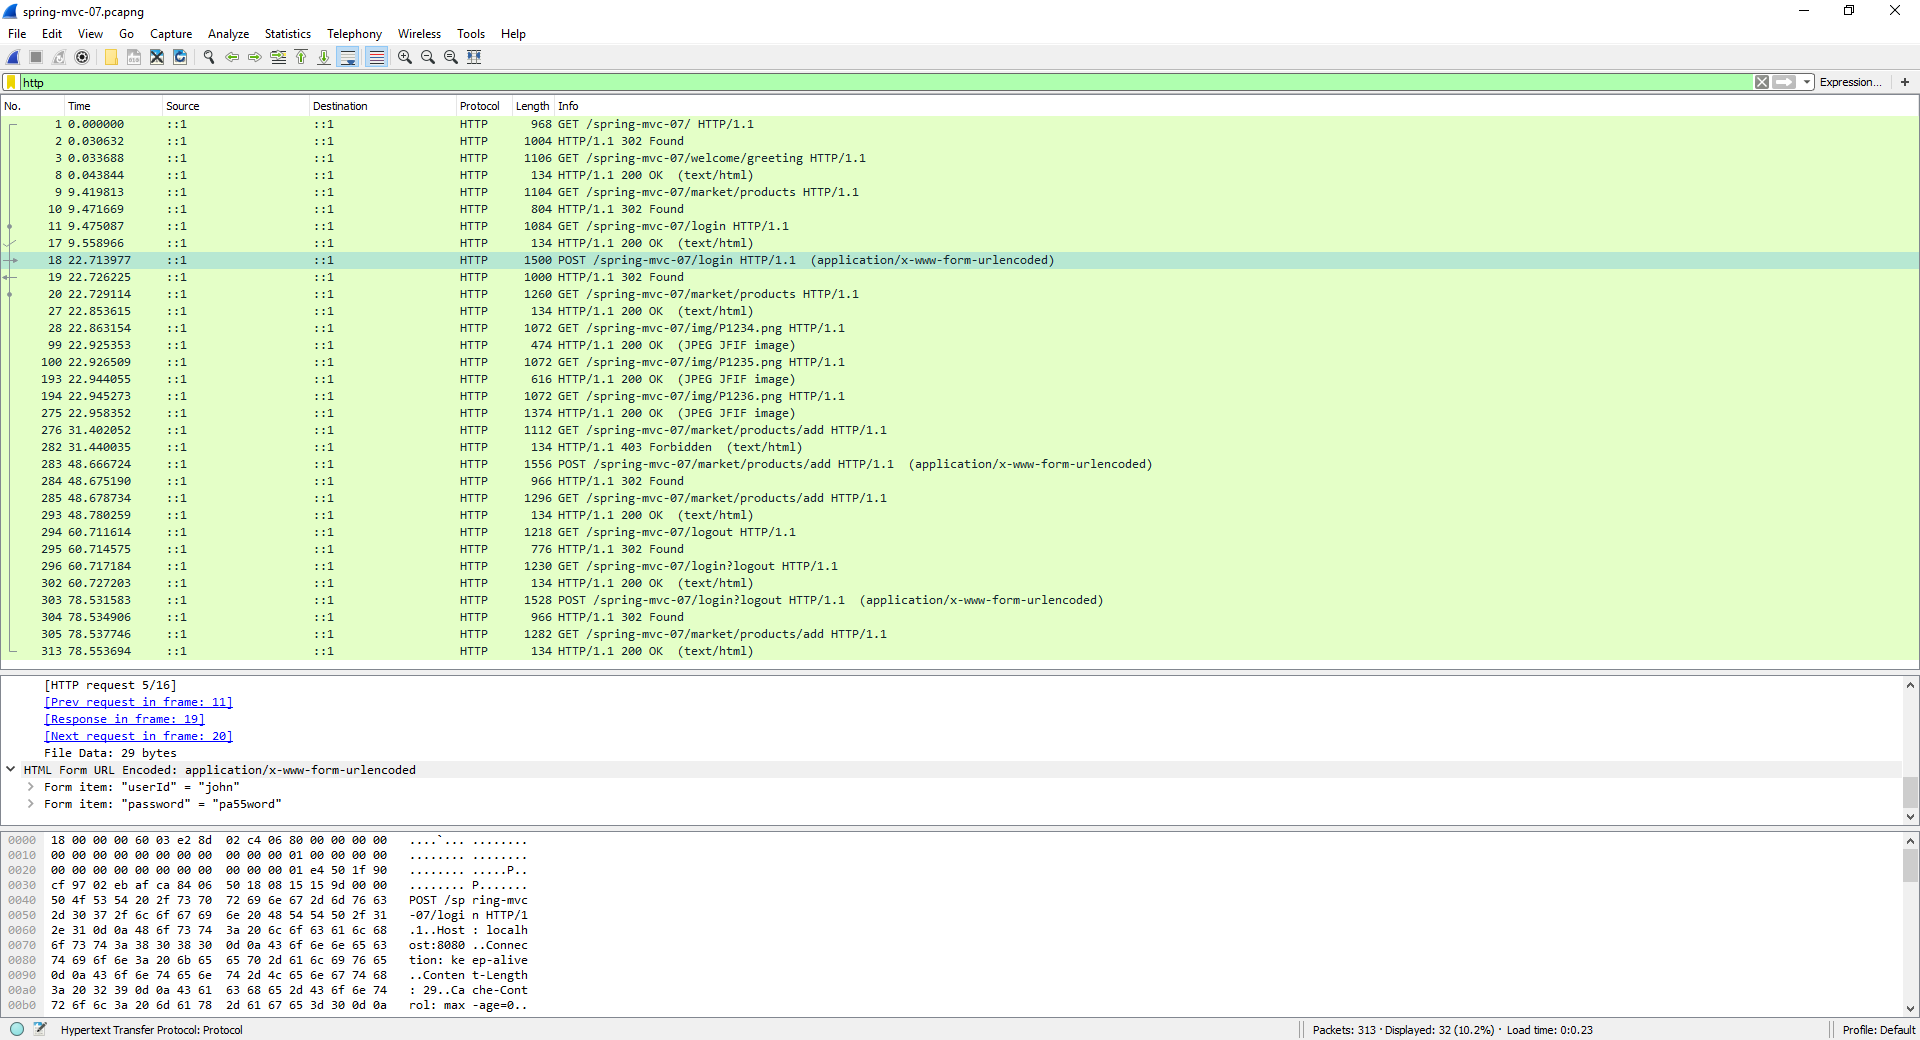 spring-mvc-07.pcapng
File Edit View Go Capture Analyze Statistics Telephony Wireless Tools Help
http
Expression... +
No. Time Source Destination Protocol Length Info
1 0.000000 ::1 ::1 HTTP 968 GET /spring-mvc-07/ HTTP/1.1
2 0.030632 ::1 ::1 HTTP 1004 HTTP/1.1 302 Found
3 0.033688 ::1 ::1 HTTP 1106 GET /spring-mvc-07/welcome/greeting HTTP/1.1
8 0.043844 ::1 ::1 HTTP 134 HTTP/1.1 200 OK (text/html)
9 9.419813 ::1 ::1 HTTP 1104 GET /spring-mvc-07/market/products HTTP/1.1
10 9.471669 ::1 ::1 HTTP 804 HTTP/1.1 302 Found
11 9.475087 ::1 ::1 HTTP 1084 GET /spring-mvc-07/login HTTP/1.1
17 9.558966 ::1 ::1 HTTP 134 HTTP/1.1 200 OK (text/html)
18 22.713977 ::1 ::1 HTTP 1500 POST /spring-mvc-07/login HTTP/1.1 (application/x-www-form-urlencoded)
19 22.726225 ::1 ::1 HTTP 1000 HTTP/1.1 302 Found
20 22.729114 ::1 ::1 HTTP 1260 GET /spring-mvc-07/market/products HTTP/1.1
27 22.853615 ::1 ::1 HTTP 134 HTTP/1.1 200 OK (text/html)
28 22.863154 ::1 ::1 HTTP 1072 GET /spring-mvc-07/img/P1234.png HTTP/1.1
99 22.925353 ::1 ::1 HTTP 474 HTTP/1.1 200 OK (JPEG JFIF image)
100 22.926509 ::1 ::1 HTTP 1072 GET /spring-mvc-07/img/P1235.png HTTP/1.1
193 22.944055 ::1 ::1 HTTP 616 HTTP/1.1 200 OK (JPEG JFIF image)
194 22.945273 ::1 ::1 HTTP 1072 GET /spring-mvc-07/img/P1236.png HTTP/1.1
275 22.958352 ::1 ::1 HTTP 1374 HTTP/1.1 200 OK (JPEG JFIF image)
276 31.402052 ::1 ::1 HTTP 1112 GET /spring-mvc-07/market/products/add HTTP/1.1
282 31.440035 ::1 ::1 HTTP 134 HTTP/1.1 403 Forbidden (text/html)
283 48.666724 ::1 ::1 HTTP 1556 POST /spring-mvc-07/market/products/add HTTP/1.1 (application/x-www-form-urlencoded)
284 48.675190 ::1 ::1 HTTP 966 HTTP/1.1 302 Found
285 48.678734 ::1 ::1 HTTP 1296 GET /spring-mvc-07/market/products/add HTTP/1.1
293 48.780259 ::1 ::1 HTTP 134 HTTP/1.1 200 OK (text/html)
294 60.711614 ::1 ::1 HTTP 1218 GET /spring-mvc-07/logout HTTP/1.1
295 60.714575 ::1 ::1 HTTP 776 HTTP/1.1 302 Found
296 60.717184 ::1 ::1 HTTP 1230 GET /spring-mvc-07/login?logout HTTP/1.1
302 60.727203 ::1 ::1 HTTP 134 HTTP/1.1 200 OK (text/html)
303 78.531583 ::1 ::1 HTTP 1528 POST /spring-mvc-07/login?logout HTTP/1.1 (application/x-www-form-urlencoded)
304 78.534906 ::1 ::1 HTTP 966 HTTP/1.1 302 Found
305 78.537746 ::1 ::1 HTTP 1282 GET /spring-mvc-07/market/products/add HTTP/1.1
313 78.553694 ::1 ::1 HTTP 134 HTTP/1.1 200 OK (text/html)
[HTTP request 5/16]
[Prev request in frame: 11]
[Response in frame: 19]
[Next request in frame: 20]
File Data: 29 bytes
HTML Form URL Encoded: application/x-www-form-urlencoded
Form item: "userId" = "john"
Form item: "password" = "pa55word"
0000 18 00 00 00 60 03 e2 8d 02 c4 06 80 00 00 00 00 ....`... ........
0010 00 00 00 00 00 00 00 00 00 00 00 01 00 00 00 00 ........ ........
0020 00 00 00 00 00 00 00 00 00 00 00 01 e4 50 1f 90 ........ .....P..
0030 cf 97 02 eb af ca 84 06 50 18 08 15 15 9d 00 00 ........ P.......
0040 50 4f 53 54 20 2f 73 70 72 69 6e 67 2d 6d 76 63 POST /sp ring-mvc
0050 2d 30 37 2f 6c 6f 67 69 6e 20 48 54 54 50 2f 31 -07/logi n HTTP/1
0060 2e 31 0d 0a 48 6f 73 74 3a 20 6c 6f 63 61 6c 68 .1..Host : localh
0070 6f 73 74 3a 38 30 38 30 0d 0a 43 6f 6e 6e 65 63 ost:8080 ..Connec
0080 74 69 6f 6e 3a 20 6b 65 65 70 2d 61 6c 69 76 65 tion: ke ep-alive
0090 0d 0a 43 6f 6e 74 65 6e 74 2d 4c 65 6e 67 74 68 ..Conten t-Length
00a0 3a 20 32 39 0d 0a 43 61 63 68 65 2d 43 6f 6e 74 : 29..Ca che-Cont
00b0 72 6f 6c 3a 20 6d 61 78 2d 61 67 65 3d 30 0d 0a rol: max -age=0..
Hypertext Transfer Protocol: Protocol Packets: 313 · Displayed: 32 (10.2%) · Load time: 0:0.23 Profile: Default